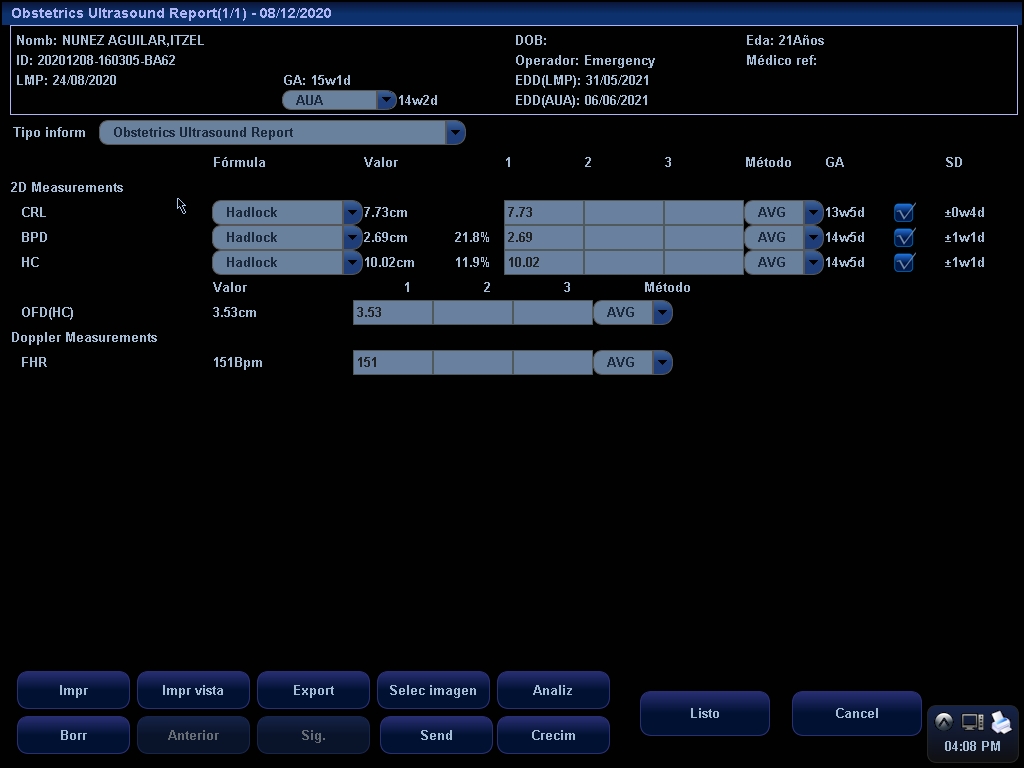 Obstetrics Ultrasound Report(1/1) - 08/12/2020
Nomb: NUNEZ AGUILAR,ITZEL DOB: Eda: 21Años
ID: 20201208-160305-BA62 Operador: Emergency Médico ref:
LMP: 24/08/2020 GA: 15w1d EDD(LMP): 31/05/2021
AUA 14w2d EDD(AUA): 06/06/2021
Tipo inform Obstetrics Ultrasound Report
Fórmula Valor 1 2 3 Método GA SD
2D Measurements
CRL Hadlock 7.73cm 7.73 AVG 13w5d ±0w4d
BPD Hadlock 2.69cm 21.8% 2.69 AVG 14w5d ±1w1d
HC Hadlock 10.02cm 11.9% 10.02 AVG 14w5d ±1w1d
Valor 1 2 3 Método
OFD(HC) 3.53cm 3.53 AVG
Doppler Measurements
FHR 151Bpm 151 AVG
Impr Impr vista Export Selec imagen Analiz
Listo Cancel
Borr Anterior Sig. Send Crecim
04:08 PM